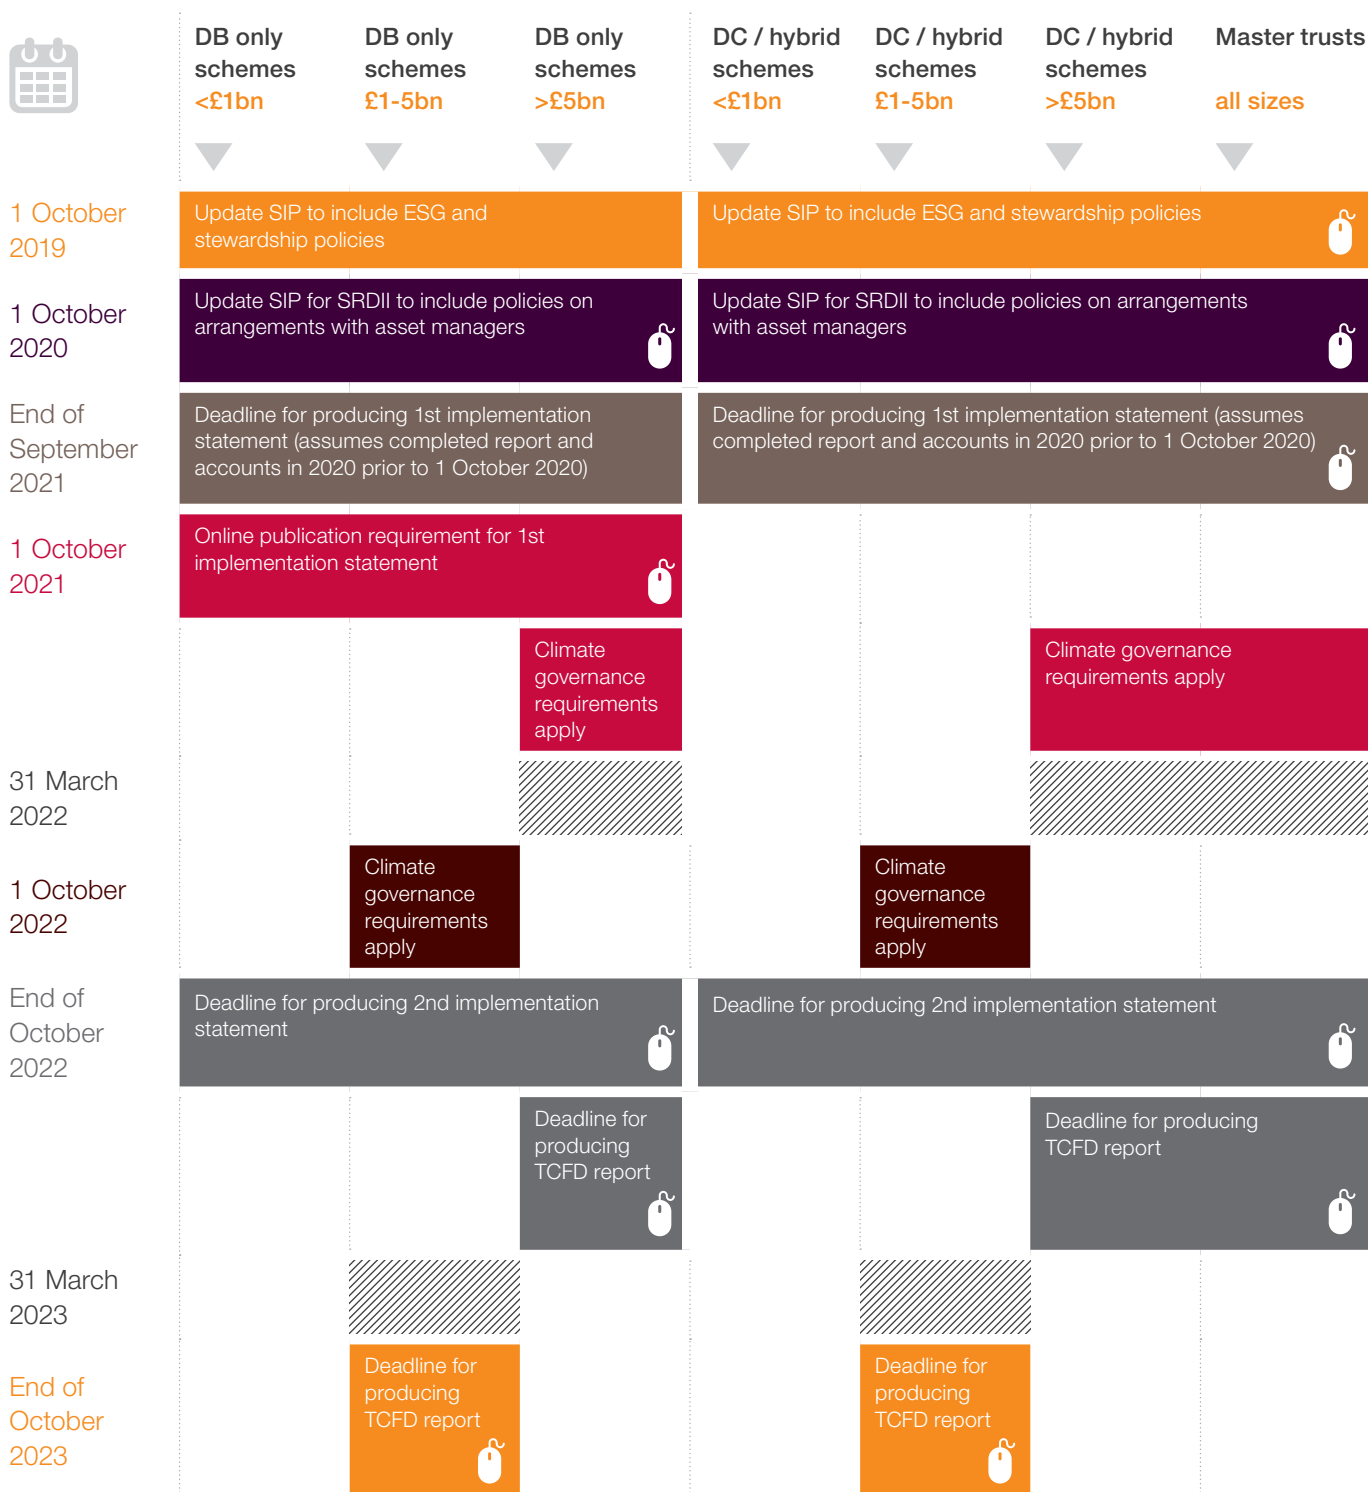 DB only
schemes
<£1bn
DB only
schemes
£1-5bn
DB only
schemes
>£5bn
DC / hybrid
schemes
<£1bn
DC / hybrid
schemes
£1-5bn
DC / hybrid
schemes
>£5bn
Master trusts
all sizes
1 October
2019
Update SIP to include ESG and
stewardship policies
Update SIP to include ESG and stewardship policies
1 October
2020
Update SIP for SRDII to include policies on
arrangements with asset managers
Update SIP for SRDII to include policies on arrangements
with asset managers
End of
September
2021
Deadline for producing 1st implementation
statement (assumes completed report and
accounts in 2020 prior to 1 October 2020)
Deadline for producing 1st implementation statement (assumes
completed report and accounts in 2020 prior to 1 October 2020)
1 October
2021
Online publication requirement for 1st
implementation statement
Climate
governance
requirements
apply
Climate governance
requirements apply
31 March
2022
1 October
2022
Climate
governance
requirements
apply
Climate
governance
requirements
apply
End of
October
2022
Deadline for producing 2nd implementation
statement
Deadline for producing 2nd implementation statement
Deadline for
producing
TCFD report
Deadline for producing
TCFD report
31 March
2023
End of
October
2023
Deadline for
producing
TCFD report
Deadline for
producing
TCFD report